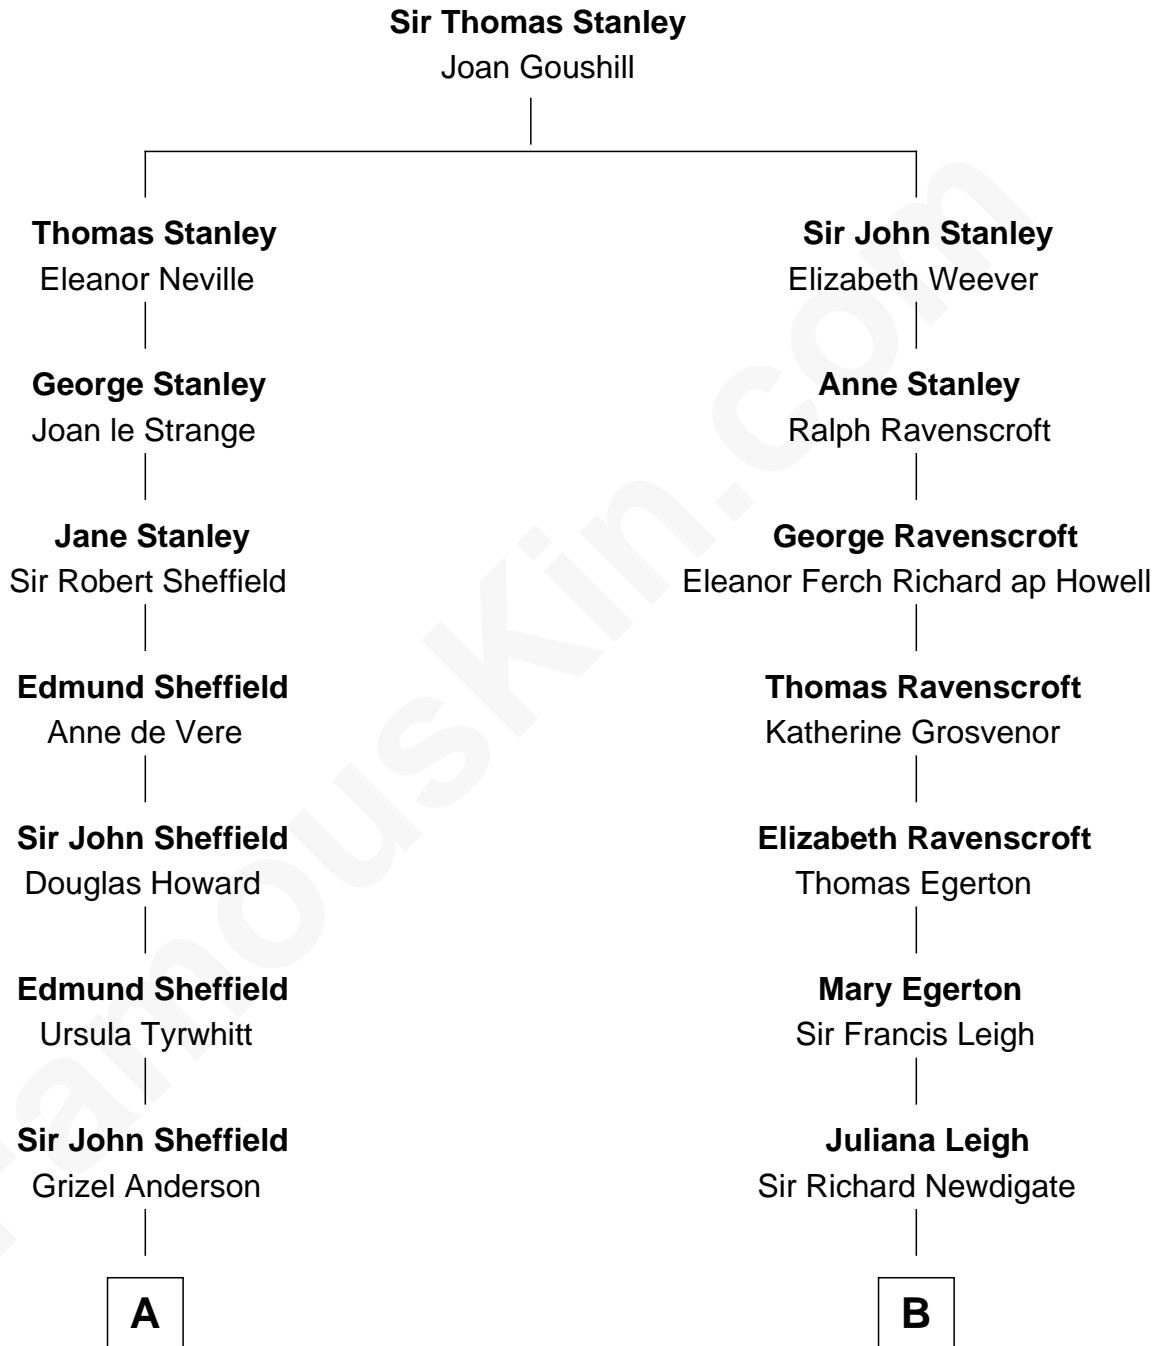 Sir Thomas Stanley
Joan Goushill
Thomas Stanley
Eleanor Neville
Sir John Stanley
Elizabeth Weever
George Stanley
Joan le Strange
Anne Stanley
Ralph Ravenscroft
Jane Stanley
Sir Robert Sheffield
George Ravenscroft
Eleanor Ferch Richard ap Howell
Edmund Sheffield
Anne de Vere
Thomas Ravenscroft
Katherine Grosvenor
Sir John Sheffield
Douglas Howard
Elizabeth Ravenscroft
Thomas Egerton
Edmund Sheffield
Ursula Tyrwhitt
Mary Egerton
Sir Francis Leigh
Sir John Sheffield
Grizel Anderson
Juliana Leigh
Sir Richard Newdigate
A
B
FamousKin.com